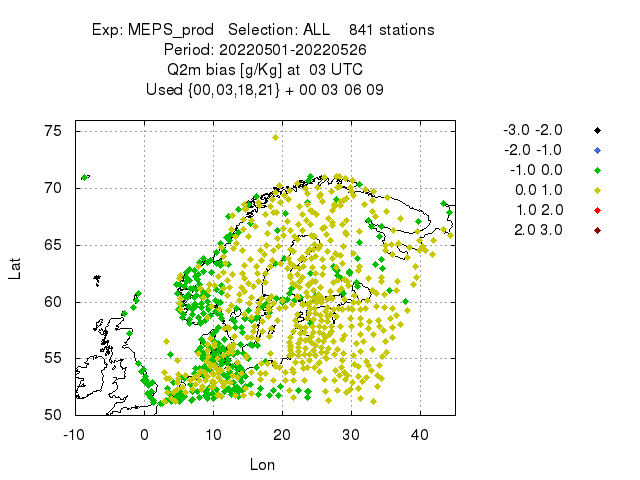 Exp: MEPS_prod Selection: ALL 841 stations
Period: 20220501-20220526
Q2m bias [g/Kg] at 03 UTC
Used {00,03,18,21} + 00 03 06 09
-3.0 -2.0
-2.0 -1.0
-1.0 0.0
0.0 1.0
1.0 2.0
2.0 3.0
75
70
65
60
55
50
Lat
-10 0 10 20 30 40
Lon